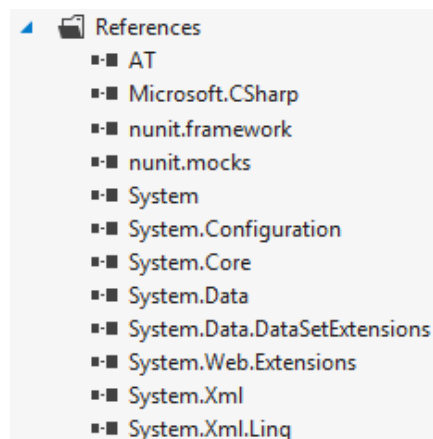 References
AT
Microsoft.CSharp
nunit.framework
nunit.mocks
System
System.Configuration
System.Core
System.Data
System.Data.DataSetExtensions
System.Web.Extensions
System.Xml
System.Xml.Linq